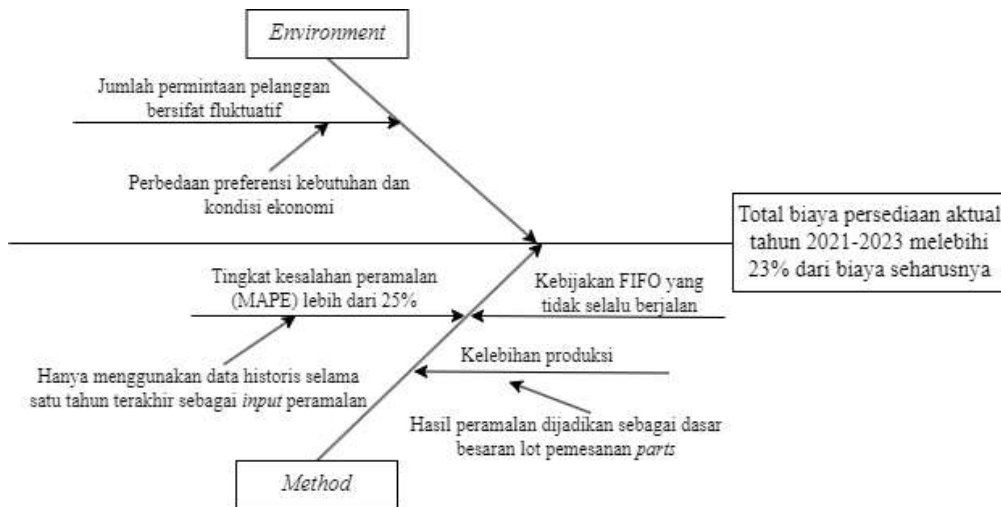 Environment
Jumlah permintaan pelanggan
bersifat fluktuatif
Perbedaan preferensi kebutuhan dan
kondisi ekonomi
Total biaya persediaan aktual
tahun 2021-2023 melebihi
23% dari biaya seharusnya
Tingkat kesalahan peramalan
(MAPE) lebih dari 25%
Kebijakan FIFO yang
tidak selalu berjalan
Hanya menggunakan data historis selama
satu tahun terakhir sebagai input peramalan
Kelebihan produksi
Hasil peramalan dijadikan sebagai dasar
besaran lot pemesanan parts
Method